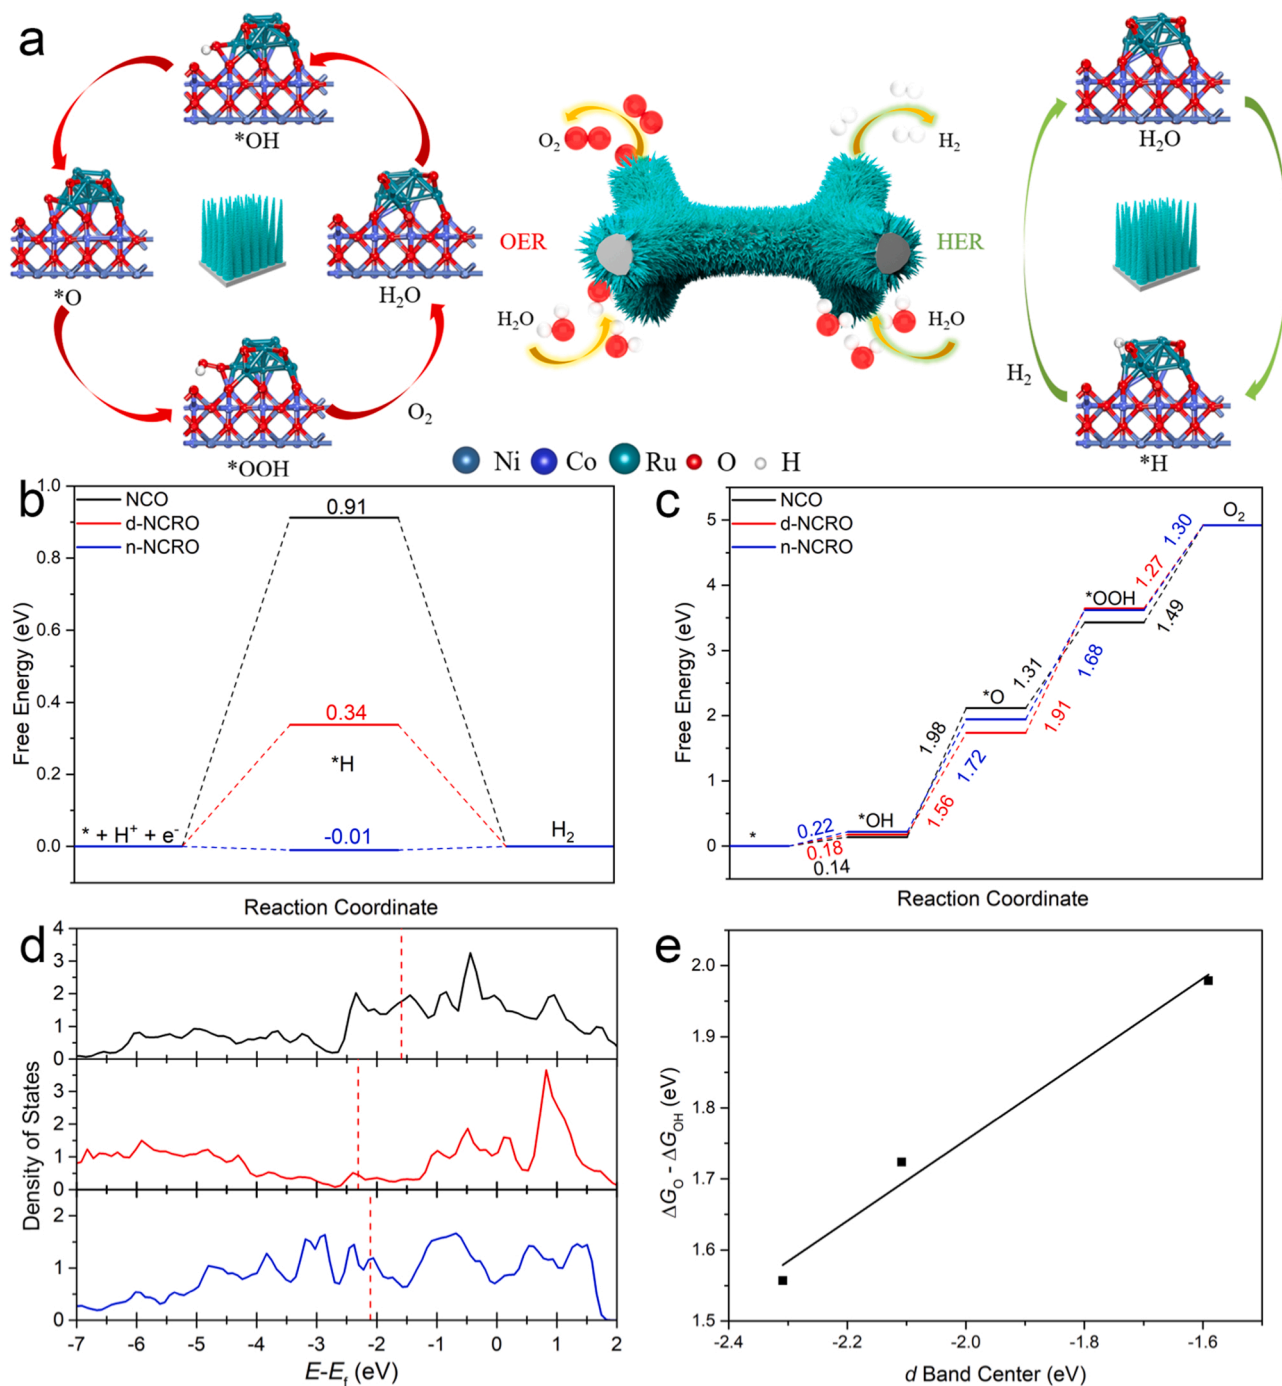 a
*OH
*O
H₂O
*OOH
O₂
O₂
H₂
OER
HER
H₂O
H₂O
H₂O
H₂
*H
Ni Co Ru O H
b
NCO
d-NCRO
n-NCRO
0.91
0.34
*H
-0.01
* + H⁺ + e⁻
H₂
1.0
0.8
0.6
0.4
0.2
0.0
Free Energy (eV)
Reaction Coordinate
c
NCO
d-NCRO
n-NCRO
O₂
1.30
1.27
1.49
*OOH
1.31
1.68
1.91
*O
1.98
1.72
1.56
*OH
*
0.22
0.18
0.14
5
4
3
2
1
0
Free Energy (eV)
Reaction Coordinate
d
4
3
2
1
0
3
2
1
0
2
1
0
Density of States
-7 -6 -5 -4 -3 -2 -1 0 1 2
E-Ef (eV)
e
2.0
1.9
1.8
1.7
1.6
1.5
ΔGO - ΔGOH (eV)
-2.4 -2.2 -2.0 -1.8 -1.6
d Band Center (eV)